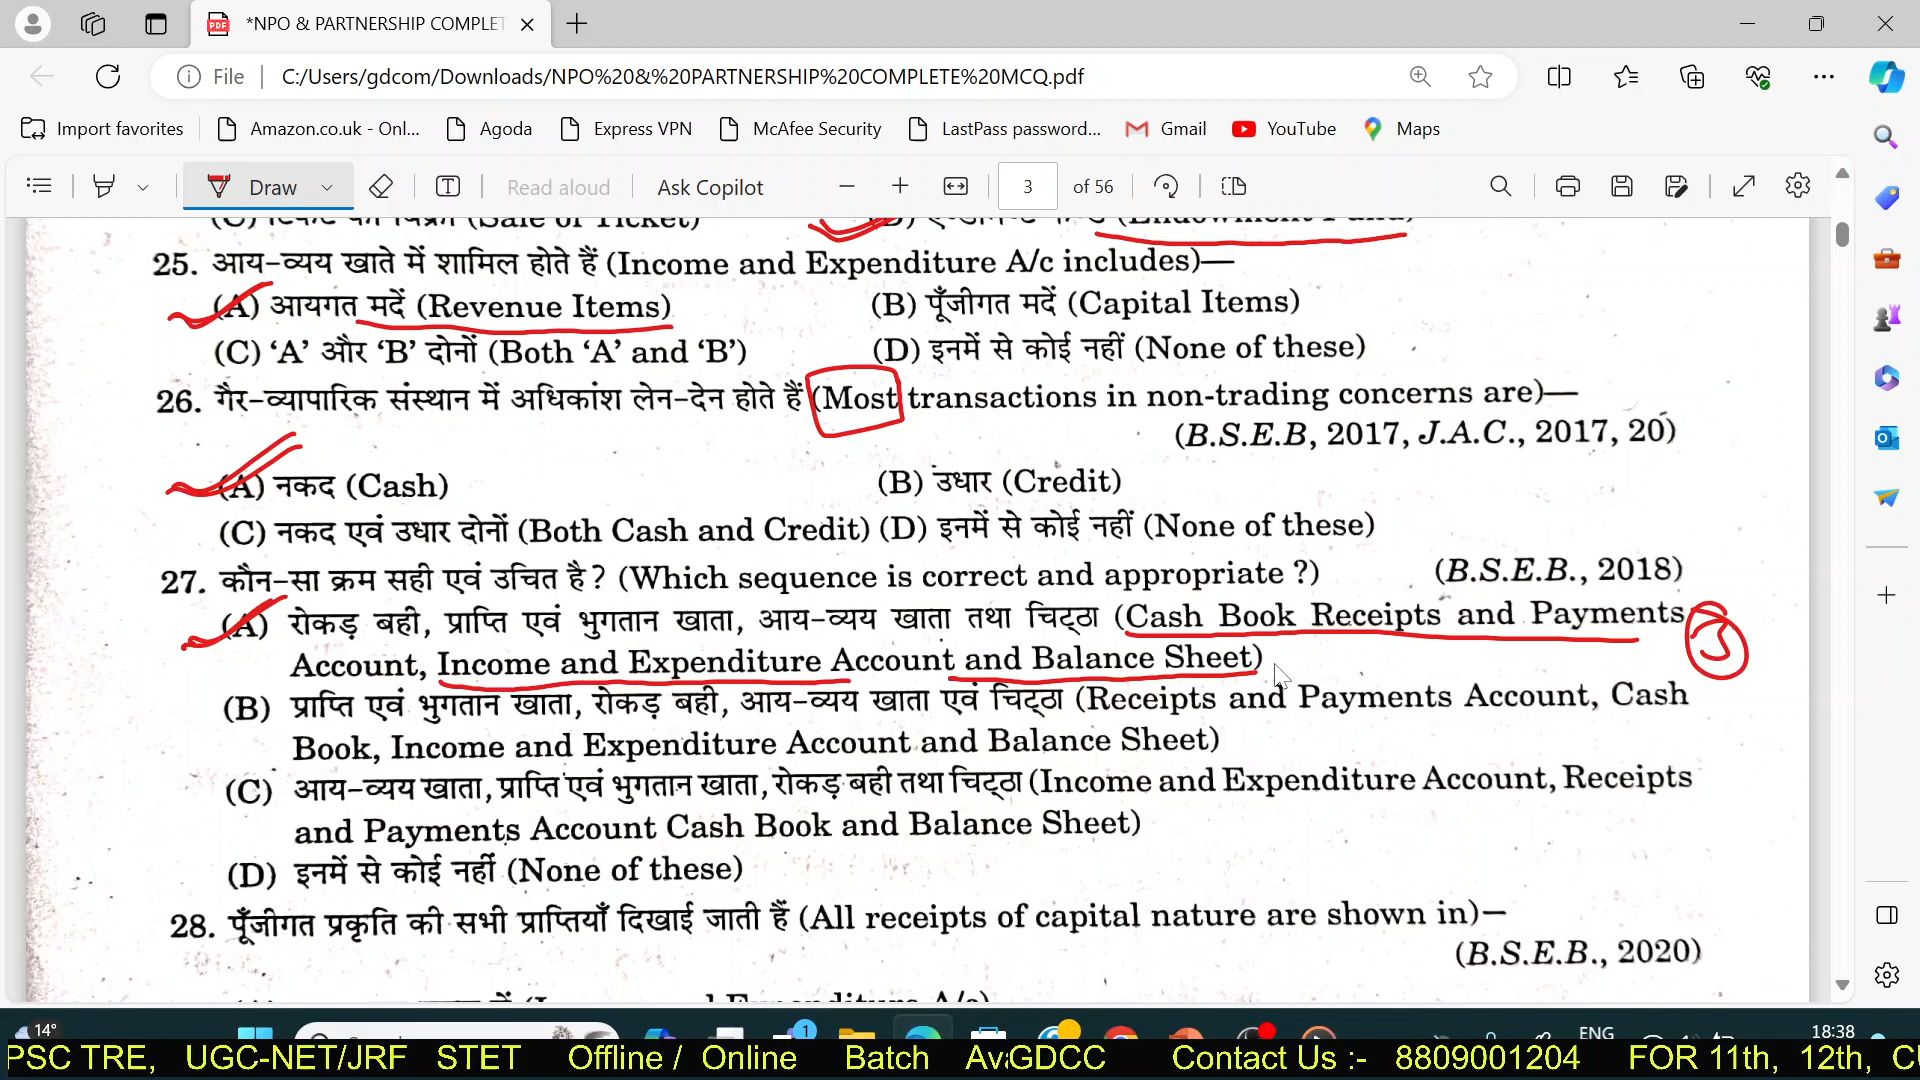 *NPO & PARTNERSHIP COMPLET
File
C:/Users/gdcom/Downloads/NPO%20&%20PARTNERSHIP%20COMPLETE%20MCQ.pdf
Import favorites Amazon.co.uk - Onl... Agoda Express VPN McAfee Security LastPass password... Gmail YouTube Maps
Draw Read aloud Ask Copilot 3 of 56
(Sale of Ticket)
25. आय-व्यय खाते में शामिल होते हैं (Income and Expenditure A/c includes)—
(A) आयगत मदें (Revenue Items) (B) पूँजीगत मदें (Capital Items)
(C) ‘A’ और ‘B’ दोनों (Both ‘A’ and ‘B’) (D) इनमें से कोई नहीं (None of these)
26. गैर-व्यापारिक संस्थान में अधिकांश लेन-देन होते हैं (Most transactions in non-trading concerns are)—
(B.S.E.B, 2017, J.A.C., 2017, 20)
(A) नकद (Cash) (B) उधार (Credit)
(C) नकद एवं उधार दोनों (Both Cash and Credit) (D) इनमें से कोई नहीं (None of these)
27. कौन-सा क्रम सही एवं उचित है ? (Which sequence is correct and appropriate ?) (B.S.E.B., 2018)
(A) रोकड़ बही, प्राप्ति एवं भुगतान खाता, आय-व्यय खाता तथा चिट्ठा (Cash Book Receipts and Payments
Account, Income and Expenditure Account and Balance Sheet)
(B) प्राप्ति एवं भुगतान खाता, रोकड़ बही, आय-व्यय खाता एवं चिट्ठा (Receipts and Payments Account, Cash
Book, Income and Expenditure Account and Balance Sheet)
(C) आय-व्यय खाता, प्राप्ति एवं भुगतान खाता, रोकड़ बही तथा चिट्ठा (Income and Expenditure Account, Receipts
and Payments Account Cash Book and Balance Sheet)
(D) इनमें से कोई नहीं (None of these)
28. पूँजीगत प्रकृति की सभी प्राप्तियाँ दिखाई जाती हैं (All receipts of capital nature are shown in)—
(B.S.E.B., 2020)
14° 1 ENG 18:38
PSC TRE, UGC-NET/JRF STET Offline / Online Batch Ava GDCC Contact Us :- 8809001204 FOR 11th, 12th,